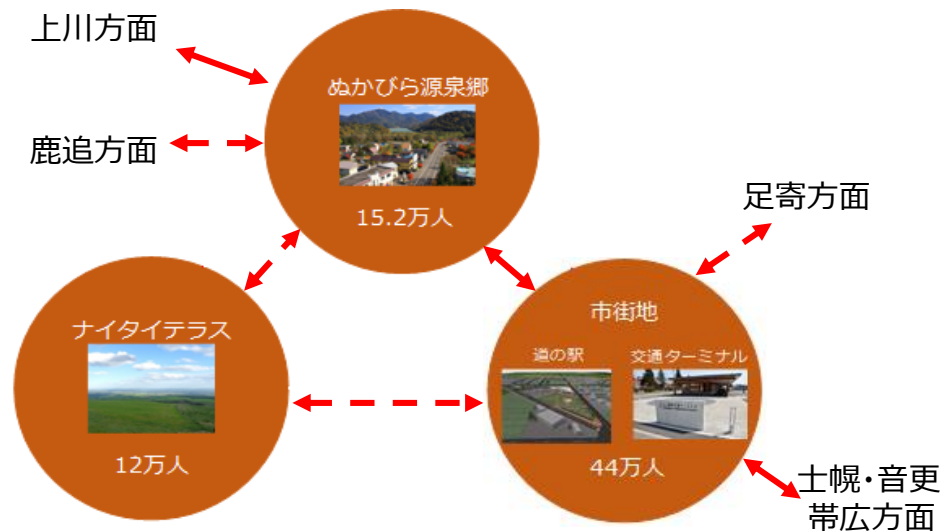 上川方面
ぬかびら源泉郷
鹿追方面
15.2万人
足寄方面
ナイタイテラス
12万人
市街地
道の駅
交通ターミナル
44万人
士幌・音更
帯広方面